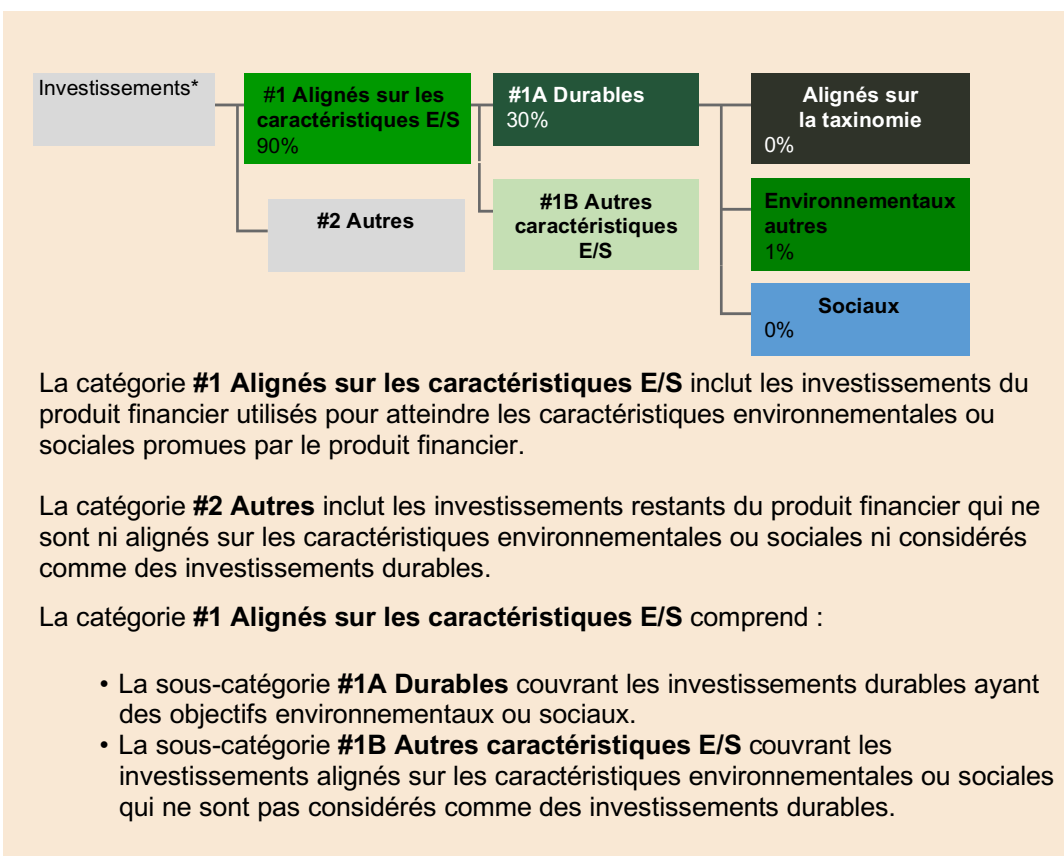 Investissements*
#1 Alignés sur les
caractéristiques E/S
90%
#1A Durables
30%
Alignés sur
la taxinomie
0%
#2 Autres
#1B Autres
caractéristiques
E/S
Environnementaux
autres
1%
Sociaux
0%
La catégorie #1 Alignés sur les caractéristiques E/S inclut les investissements du
produit financier utilisés pour atteindre les caractéristiques environnementales ou
sociales promues par le produit financier.
La catégorie #2 Autres inclut les investissements restants du produit financier qui ne
sont ni alignés sur les caractéristiques environnementales ou sociales ni considérés
comme des investissements durables.
La catégorie #1 Alignés sur les caractéristiques E/S comprend :
• La sous-catégorie #1A Durables couvrant les investissements durables ayant
des objectifs environnementaux ou sociaux.
• La sous-catégorie #1B Autres caractéristiques E/S couvrant les
investissements alignés sur les caractéristiques environnementales ou sociales
qui ne sont pas considérés comme des investissements durables.